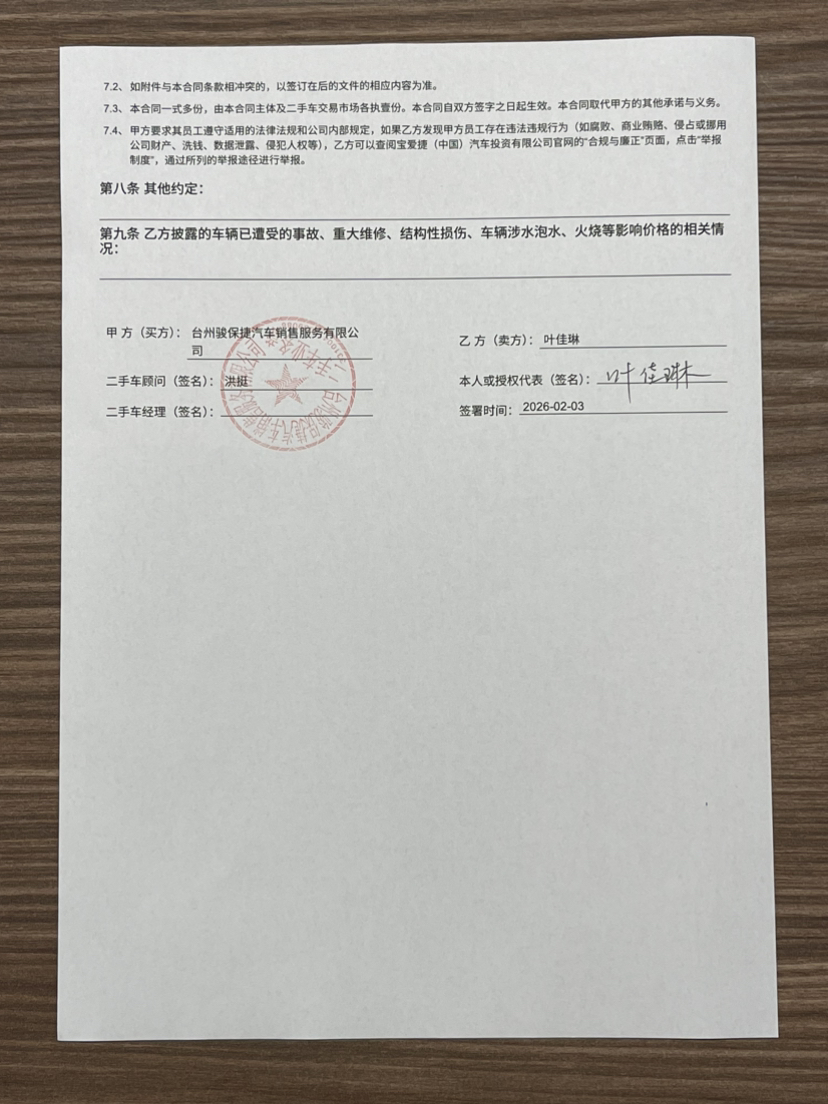 7.2、如附件与本合同条款相冲突的，以签订在后的文件的相应内容为准。
7.3、本合同一式多份，由本合同主体及二手车交易市场各执壹份。本合同自双方签字之日起生效。本合同取代甲方的其他承诺与义务。
7.4、甲方要求其员工遵守适用的法律法规和公司内部规定，如果乙方发现甲方员工存在违法违规行为（如腐败、商业贿赂、侵占或挪用
公司财产、洗钱、数据泄露、侵犯人权等），乙方可以查阅宝爱捷（中国）汽车投资有限公司官网的“合规与廉正”页面，点击“举报
制度”，通过所列的举报途径进行举报。
第八条 其他约定：
第九条 乙方披露的车辆已遭受的事故、重大维修、结构性损伤、车辆涉水泡水、火烧等影响价格的相关情
况：
甲 方（买方）： 台州骏保捷汽车销售服务有限公
司
二手车顾问（签名）： 洪挺
二手车经理（签名）：
乙 方（卖方）： 叶佳琳
本人或授权代表（签名）： 叶佳琳
签署时间： 2026-02-03